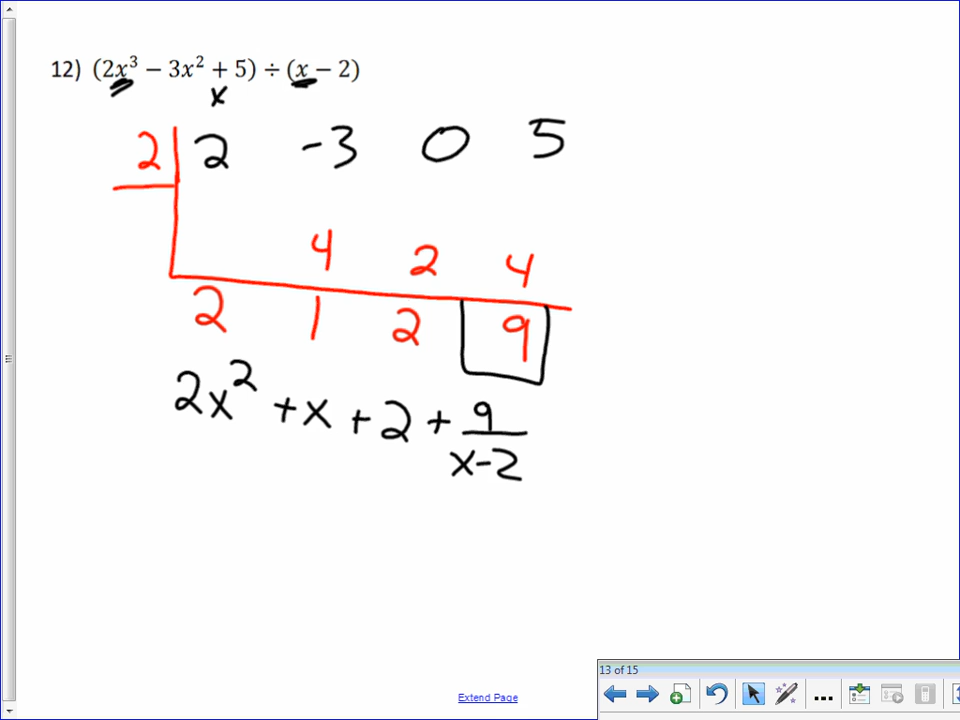 12) (2x³ − 3x² + 5) ÷ (x − 2)
x
2 2 -3 0 5
4 2 4
2 1 2 9
2x² + x + 2 + 9/(x-2)
13 of 15
Extend Page